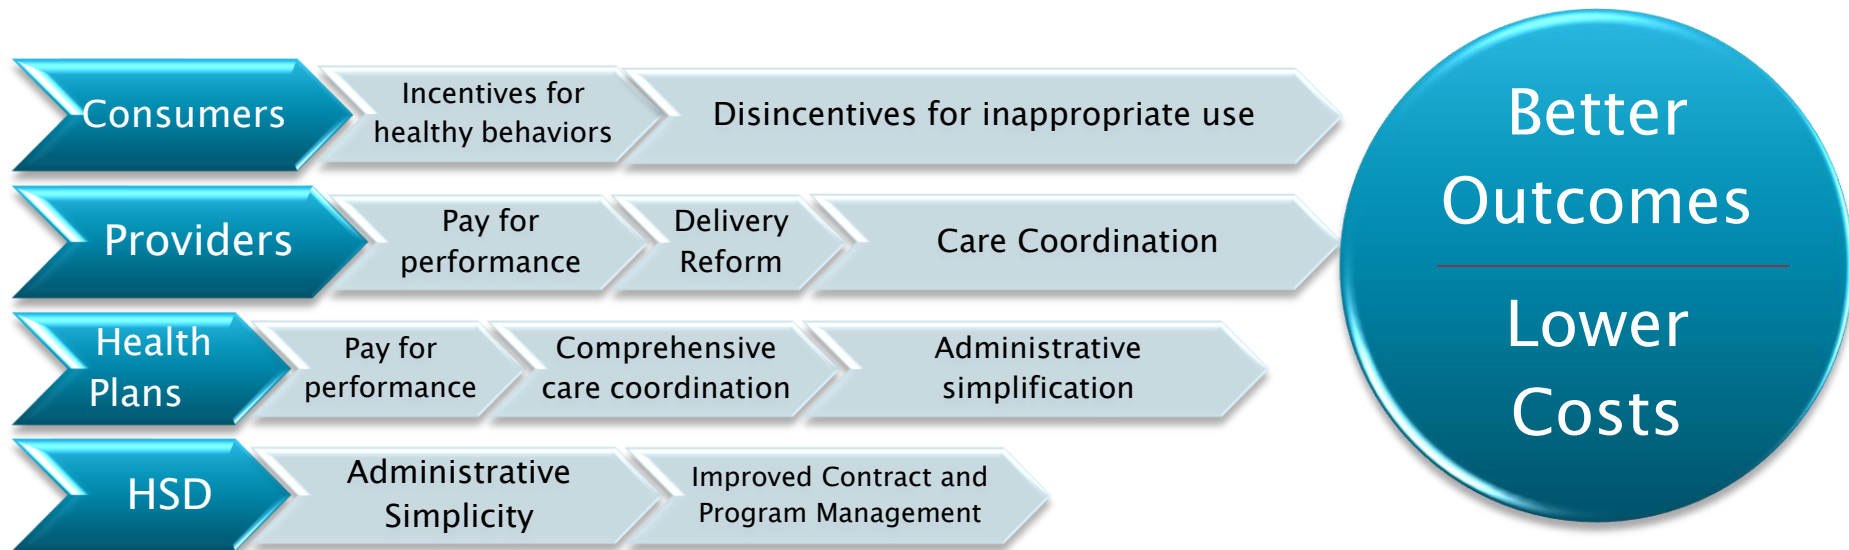 Consumers
Incentives for
healthy behaviors
Disincentives for inappropriate use
Providers
Pay for
performance
Delivery
Reform
Care Coordination
Health
Plans
Pay for
performance
Comprehensive
care coordination
Administrative
simplification
HSD
Administrative
Simplicity
Improved Contract and
Program Management
Better
Outcomes
Lower
Costs